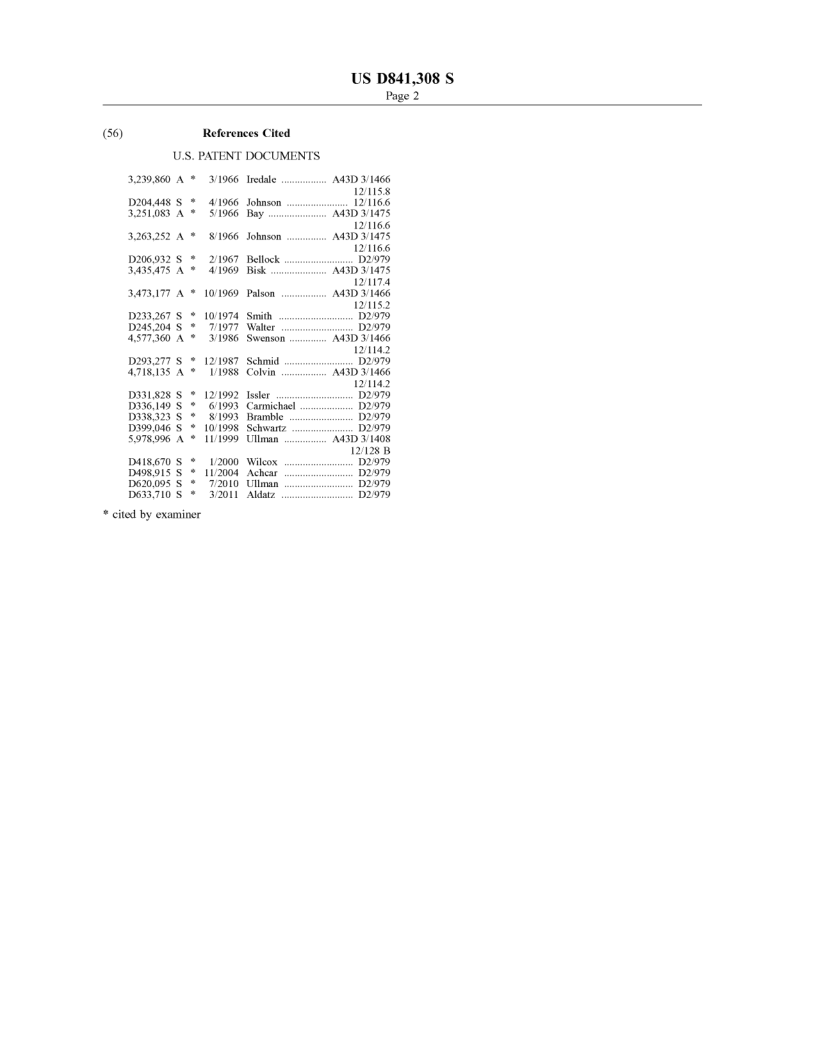 US D841,308 S
Page 2
(56) References Cited
U.S. PATENT DOCUMENTS
3,239,860 A * 3/1966 Iredale ................. A43D 3/1466
12/115.8
D204,448 S * 4/1966 Johnson ....................... 12/116.6
3,251,083 A * 5/1966 Bay ...................... A43D 3/1475
12/116.6
3,263,252 A * 8/1966 Johnson ............... A43D 3/1475
12/116.6
D206,932 S * 2/1967 Bellock .......................... D2/979
3,435,475 A * 4/1969 Bisk ..................... A43D 3/1475
12/117.4
3,473,177 A * 10/1969 Palson ................. A43D 3/1466
12/115.2
D233,267 S * 10/1974 Smith ............................ D2/979
D245,204 S * 7/1977 Walter ........................... D2/979
4,577,360 A * 3/1986 Swenson .............. A43D 3/1466
12/114.2
D293,277 S * 12/1987 Schmid .......................... D2/979
4,718,135 A * 1/1988 Colvin ................. A43D 3/1466
12/114.2
D331,828 S * 12/1992 Issler ............................. D2/979
D336,149 S * 6/1993 Carmichael .................... D2/979
D338,323 S * 8/1993 Bramble ........................ D2/979
D399,046 S * 10/1998 Schwartz ....................... D2/979
5,978,996 A * 11/1999 Ullman ................ A43D 3/1408
12/128 B
D418,670 S * 1/2000 Wilcox .......................... D2/979
D498,915 S * 11/2004 Achcar .......................... D2/979
D620,095 S * 7/2010 Ullman .......................... D2/979
D633,710 S * 3/2011 Aldatz ........................... D2/979
* cited by examiner